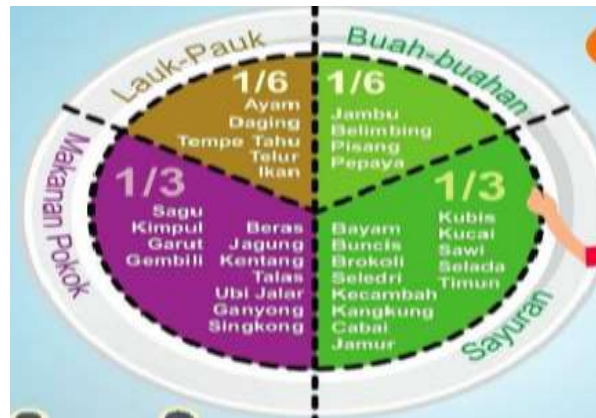 Lauk-Pauk
1/6
Ayam
Daging
Tempe Tahu
Telur
Ikan
Buah-buahan
1/6
Jambu
Belimbing
Pisang
Pepaya
Makanan Pokok
1/3
Sagu
Kimpul
Garut
Gembili
Beras
Jagung
Kentang
Talas
Ubi Jalar
Ganyong
Singkong
1/3
Bayam
Buncis
Brokoli
Seledri
Kecambah
Kangkung
Cabai
Jamur
Kubis
Kucai
Sawi
Selada
Timun
Sayuran